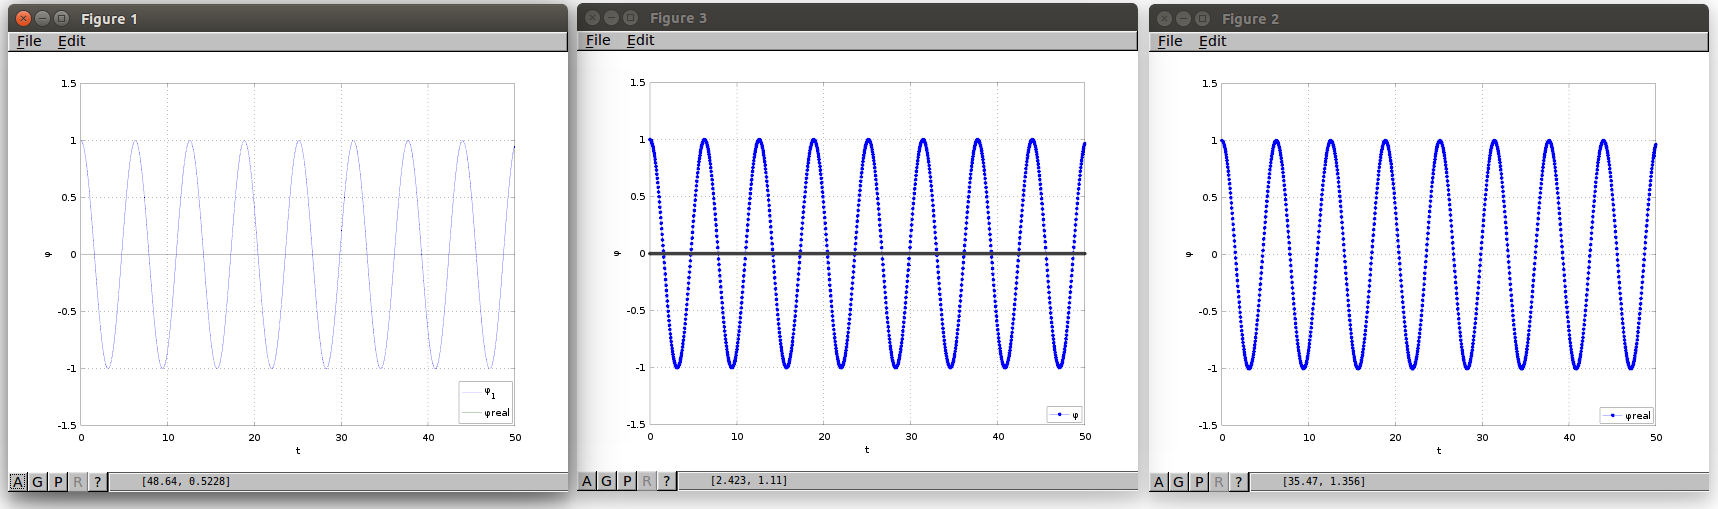 Figure 1
File Edit
1.5
1
0.5
0
-0.5
-1
-1.5
φ
0 10 20 30 40 50
t
φ1
φreal
A G P R ? [48.64, 0.5228]
Figure 3
File Edit
1.5
1
0.5
0
-0.5
-1
-1.5
φ
0 10 20 30 40 50
t
φ
A G P R ? [2.423, 1.11]
Figure 2
File Edit
1.5
1
0.5
0
-0.5
-1
-1.5
φ
0 10 20 30 40 50
t
φreal
A G P R ? [35.47, 1.356]